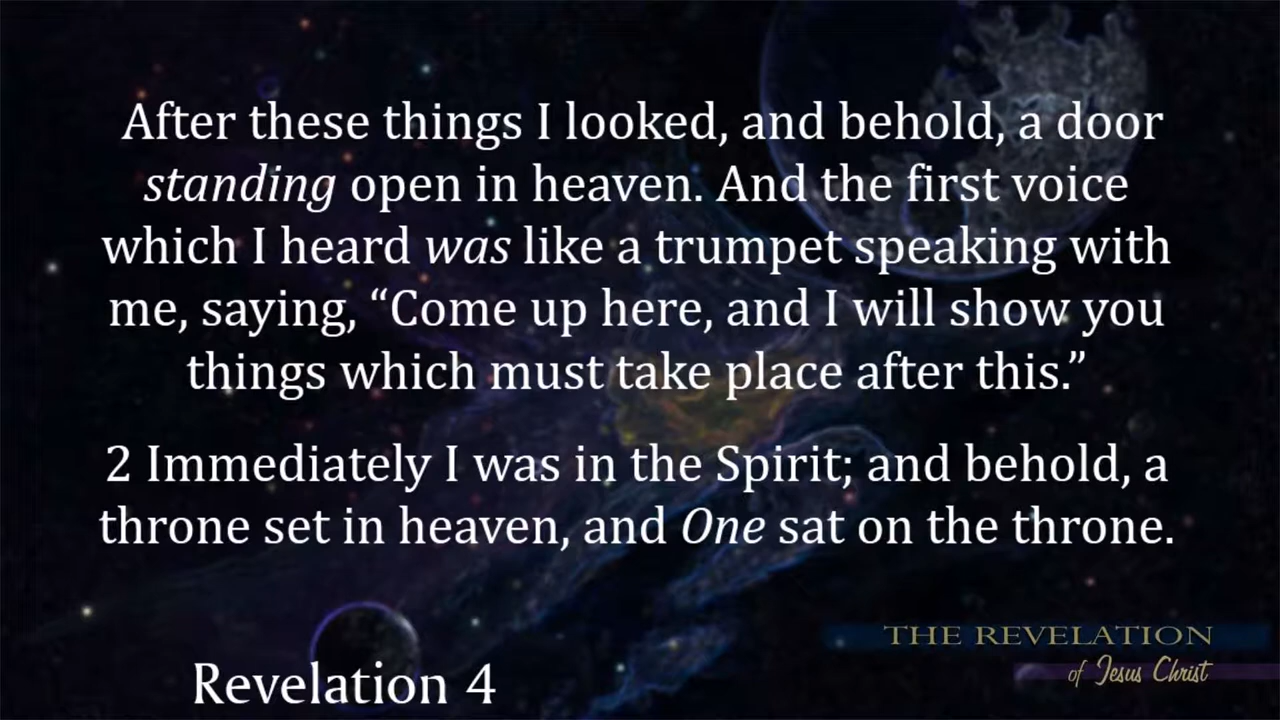 After these things I looked, and behold, a door
standing open in heaven. And the first voice
which I heard was like a trumpet speaking with
me, saying, “Come up here, and I will show you
things which must take place after this.”
2 Immediately I was in the Spirit; and behold, a
throne set in heaven, and One sat on the throne.
THE REVELATION
of Jesus Christ
Revelation 4